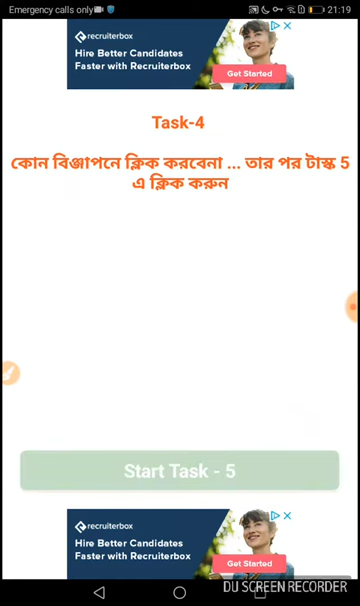 Emergency calls only
21:19
recruiterbox
Hire Better Candidates
Faster with Recruiterbox
Get Started
Task-4
কোন বিঞ্জাপনে ক্লিক করবেনা ... তার পর টাস্ক 5
এ ক্লিক করুন
Start Task - 5
recruiterbox
Hire Better Candidates
Faster with Recruiterbox
Get Started
DU SCREEN RECORDER